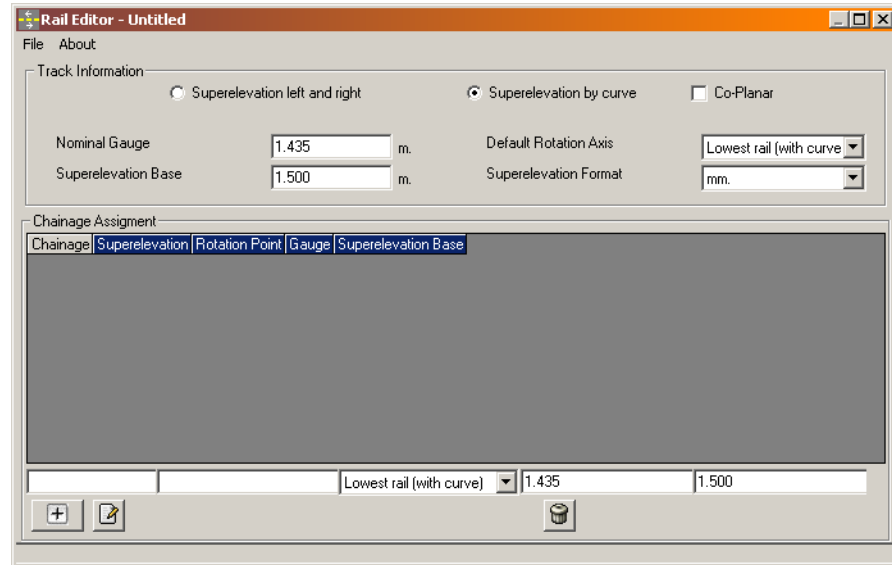 Rail Editor - Untitled
File About
Track Information
Superelevation left and right Superelevation by curve Co-Planar
Nominal Gauge 1.435 m. Default Rotation Axis Lowest rail (with curve
Superelevation Base 1.500 m. Superelevation Format mm.
Chainage Assigment
Chainage Superelevation Rotation Point Gauge Superelevation Base
Lowest rail (with curve) 1.435 1.500